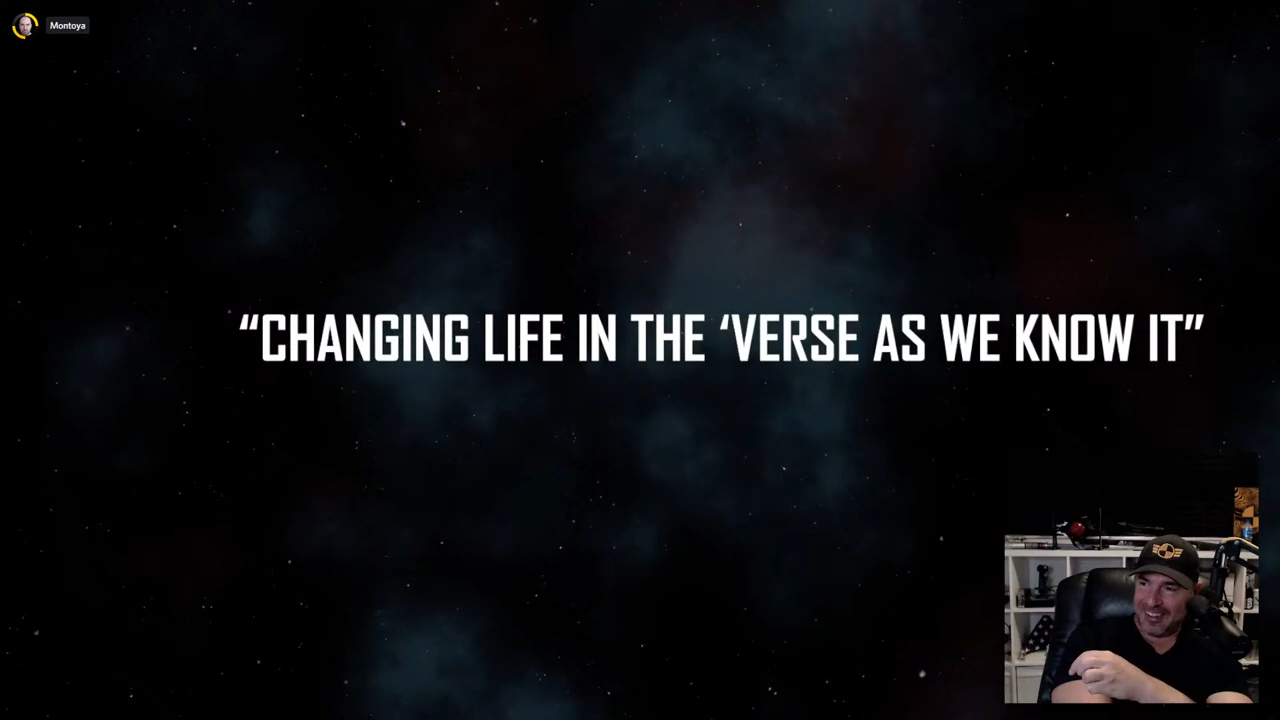 Montoya
“CHANGING LIFE IN THE ‘VERSE AS WE KNOW IT”